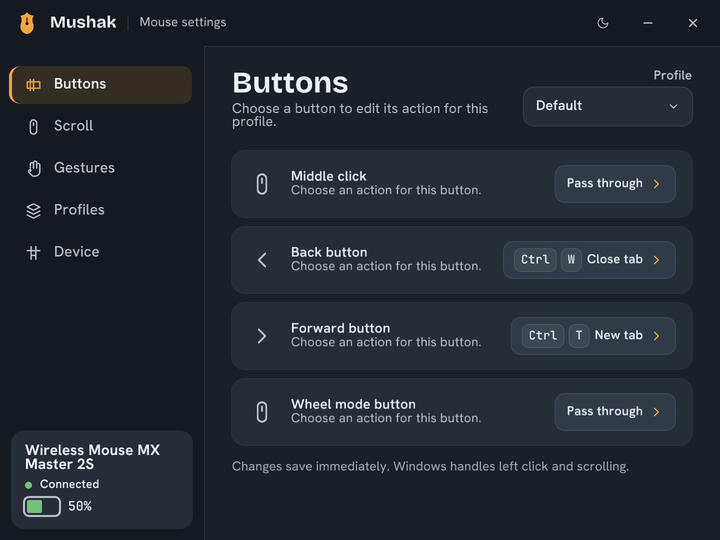 Mushak
Mouse settings
Buttons
Scroll
Gestures
Profiles
Device
Wireless Mouse MX
Master 2S
Connected
50%
Buttons
Choose a button to edit its action for this
profile.
Profile
Default
Middle click
Choose an action for this button.
Pass through
Back button
Choose an action for this button.
Ctrl W Close tab
Forward button
Choose an action for this button.
Ctrl T New tab
Wheel mode button
Choose an action for this button.
Pass through
Changes save immediately. Windows handles left click and scrolling.